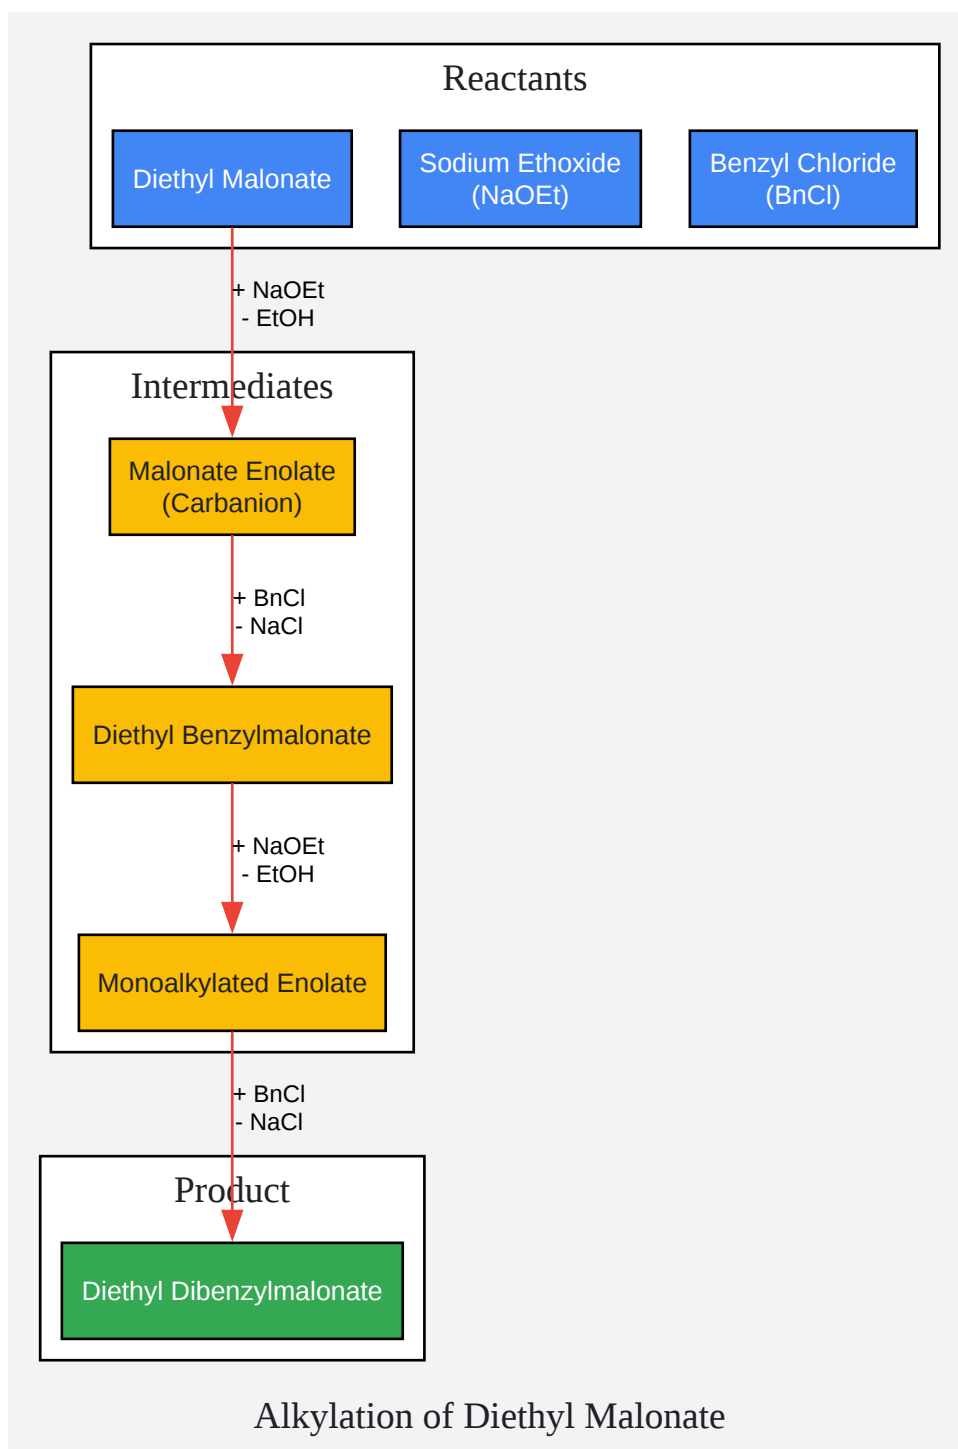 Reactants
Diethyl Malonate
Sodium Ethoxide
(NaOEt)
Benzyl Chloride
(BnCl)
+ NaOEt
- EtOH
Intermediates
Malonate Enolate
(Carbanion)
+ BnCl
- NaCl
Diethyl Benzylmalonate
+ NaOEt
- EtOH
Monoalkylated Enolate
+ BnCl
- NaCl
Product
Diethyl Dibenzylmalonate
Alkylation of Diethyl Malonate